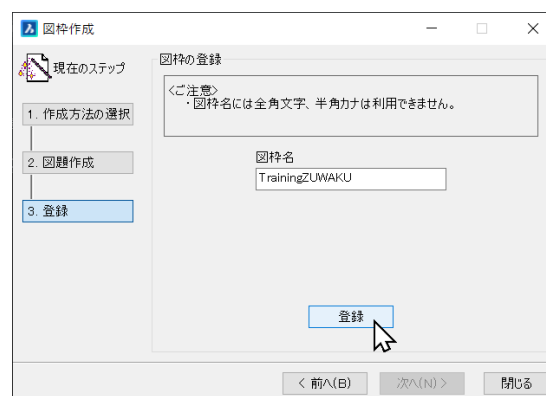 図枠作成
現在のステップ
1. 作成方法の選択
2. 図題作成
3. 登録
図枠の登録
<ご注意>
・図枠名には全角文字、半角カナは利用できません。
図枠名
TrainingZUWAKU
登録
< 前へ(B)
次へ(N) >
閉じる